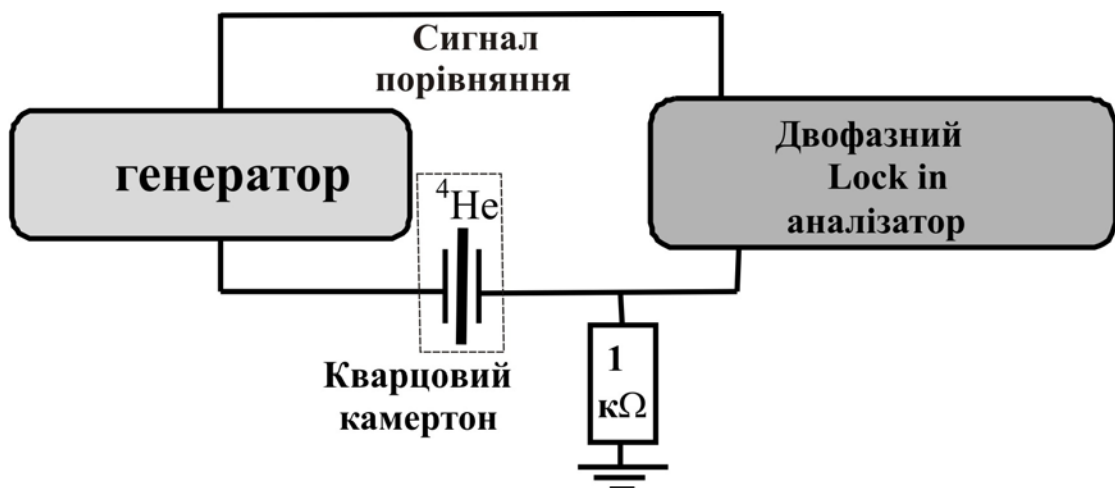 Сигнал
порівняння
генератор
Двофазний
Lock in
аналізатор
⁴He
Кварцовий
камертон
1
кΩ